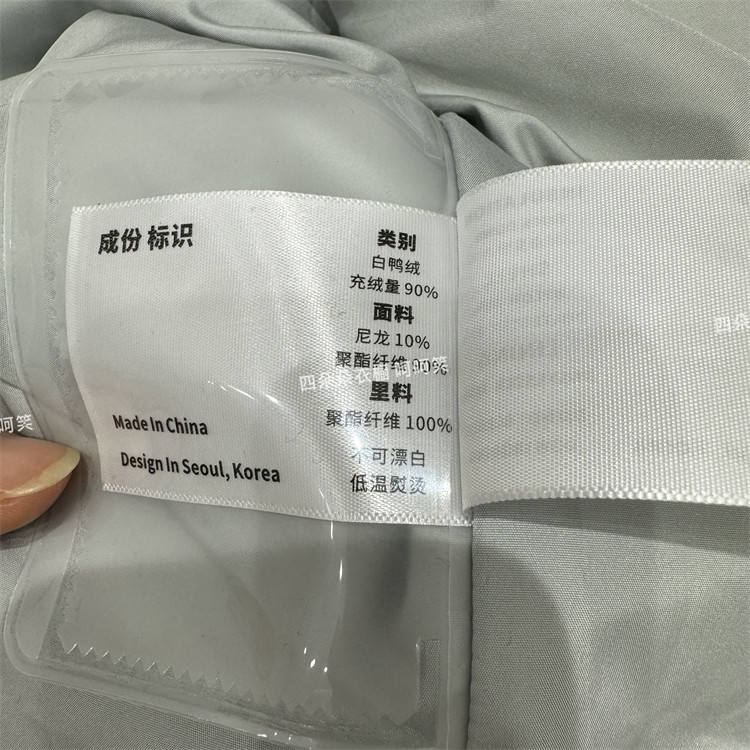 成份 标识
类别
白鸭绒
充绒量 90%
面料
尼龙 10%
聚酯纤维 90%
里料
聚酯纤维 100%
不可漂白
低温熨烫
Made In China
Design In Seoul, Korea